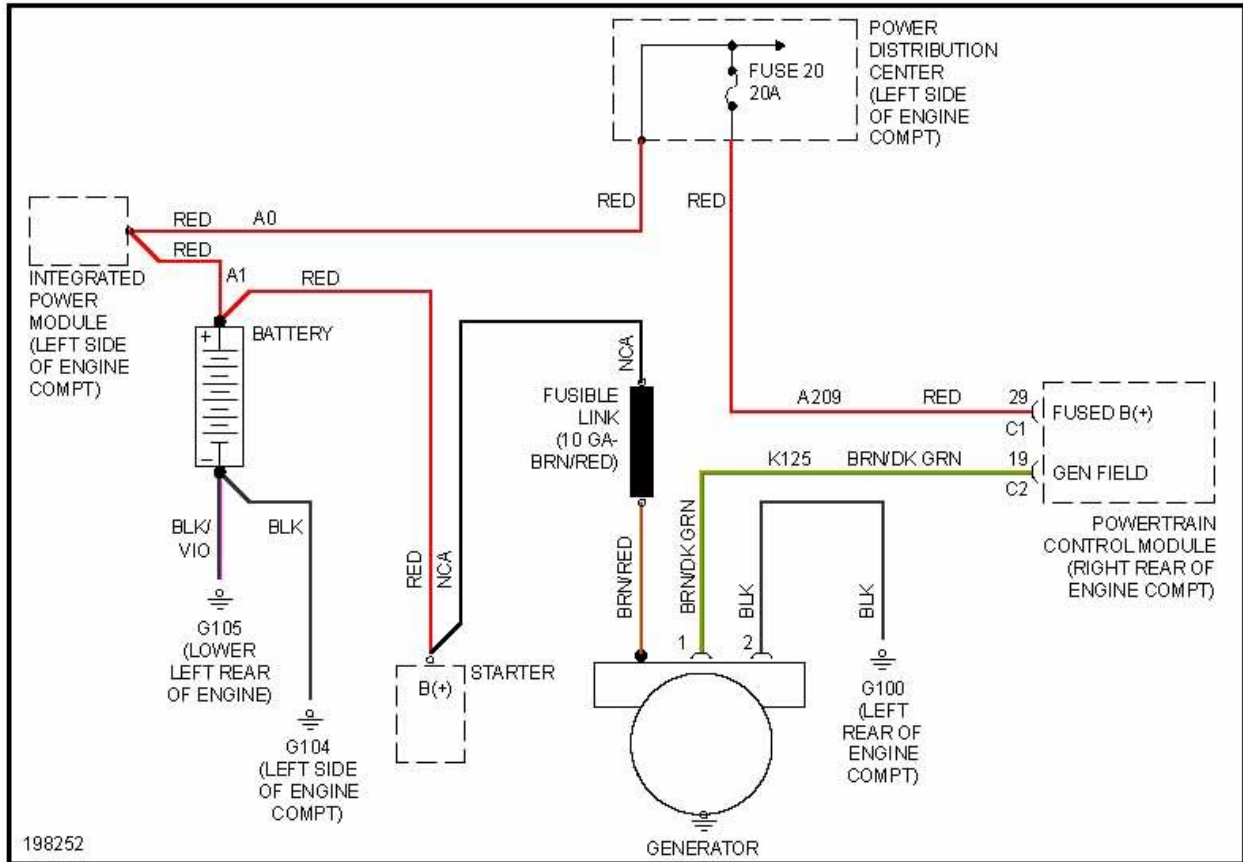 POWER
DISTRIBUTION
CENTER
(LEFT SIDE
OF ENGINE
COMPT)
FUSE 20
20A
RED
RED
RED
A0
RED
A1
RED
INTEGRATED
POWER
MODULE
(LEFT SIDE
OF ENGINE
COMPT)
+
BATTERY
–
NCA
FUSIBLE
LINK
(10 GA-
BRN/RED)
A209
RED
29
C1
FUSED B(+)
K125
BRN/DK GRN
19
C2
GEN FIELD
POWERTRAIN
CONTROL MODULE
(RIGHT REAR OF
ENGINE COMPT)
BLK/
VIO
BLK
RED
NCA
BRN/RED
BRN/DK GRN
BLK
BLK
1
2
G105
(LOWER
LEFT REAR
OF ENGINE)
B(+)
STARTER
G100
(LEFT
REAR OF
ENGINE
COMPT)
G104
(LEFT SIDE
OF ENGINE
COMPT)
GENERATOR
198252